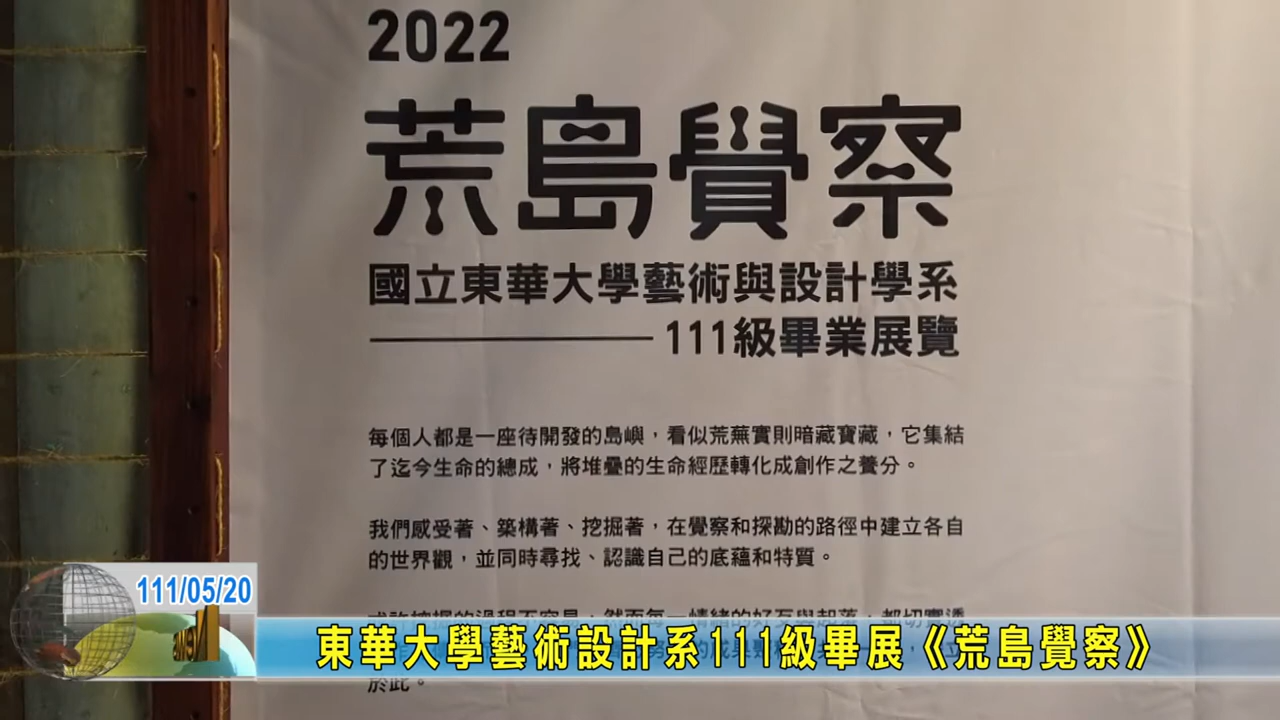 2022
荒島覺察
國立東華大學藝術與設計學系
111級畢業展覽
每個人都是一座待開發的島嶼，看似荒蕪實則暗藏寶藏，它集結
了迄今生命的總成，將堆疊的生命經歷轉化成創作之養分。
我們感受著、築構著、挖掘著，在覺察和探勘的路徑中建立各自
的世界觀，並同時尋找、認識自己的底蘊和特質。
111/05/20
東華大學藝術設計系111級畢展《荒島覺察》
於此。